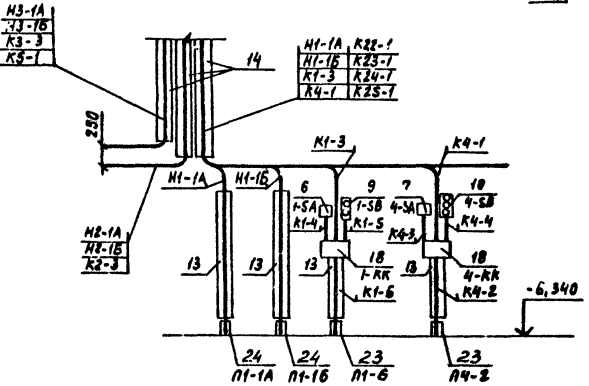 Н3-1А
Н3-1Б
К3-3
К5-1
14
Н1-1А К22-1
Н1-1Б К23-1
К1-3 К24-1
К4-1 К25-1
250
К1-3
К4-1
Н1-1А
Н1-1Б
6
1-SA
К1-4
9
1-SB
К1-5
7
4-SA
К4-3
10
4-SB
К4-4
Н2-1А
Н2-1Б
К2-3
13
13
13
18
1-КК
К1-6
13
18
4-КК
К4-2
-6,340
24
П1-1А
24
П1-1Б
23
П1-6
23
П4-2